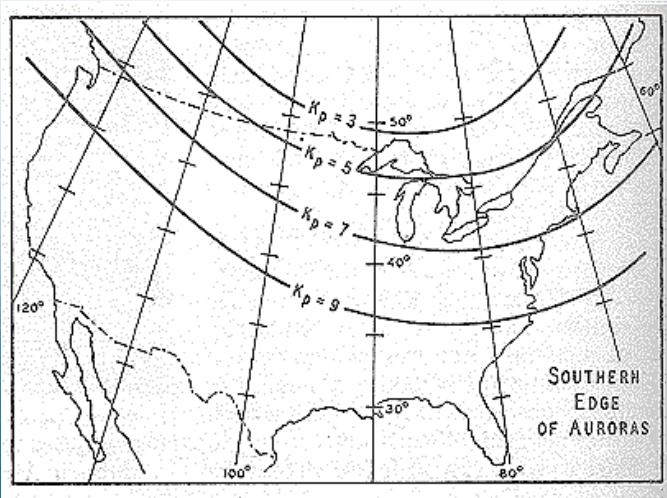 60°
Kp = 3
50°
Kp = 5
Kp = 7
40°
Kp = 9
120°
30°
100°
80°
SOUTHERN
EDGE
OF AURORAS